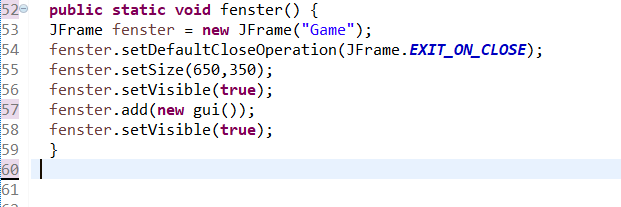 52 public static void fenster() {
53 JFrame fenster = new JFrame("Game");
54 fenster.setDefaultCloseOperation(JFrame.EXIT_ON_CLOSE);
55 fenster.setSize(650,350);
56 fenster.setVisible(true);
57 fenster.add(new gui());
58 fenster.setVisible(true);
59 }
60
61